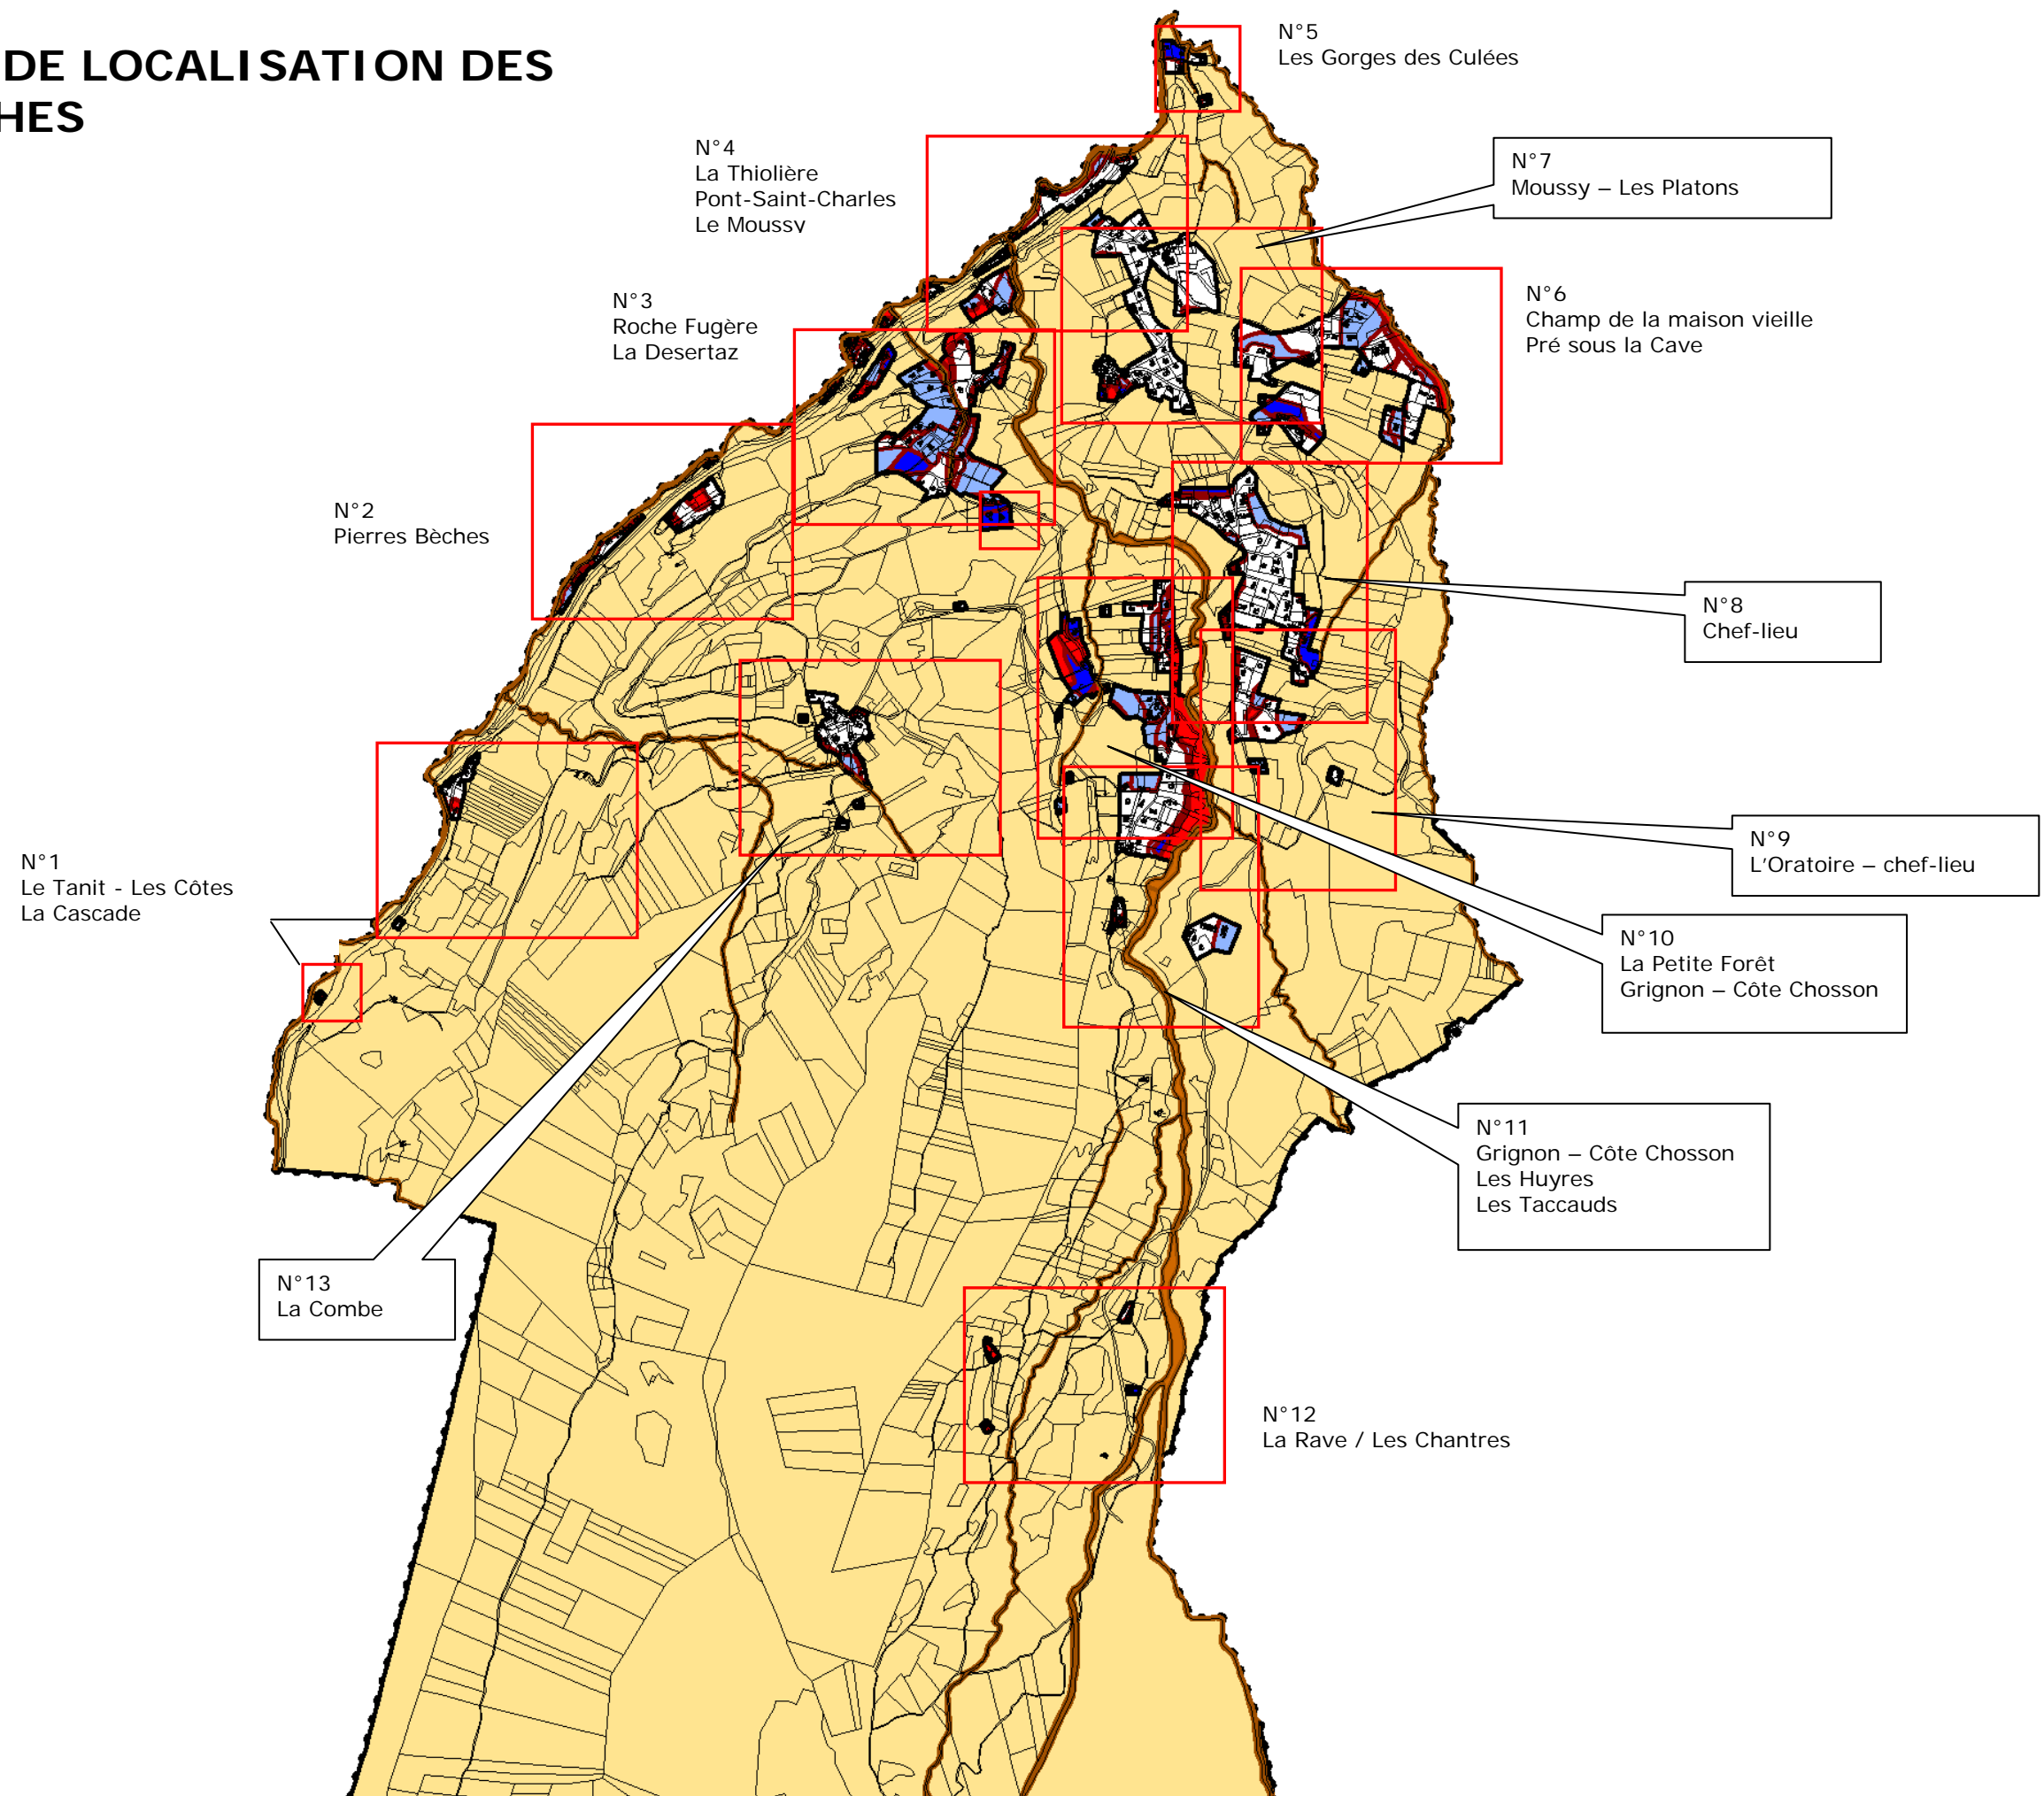 DE LOCALISATION DES
HES
N°5
Les Gorges des Culées
N°4
La Thiolière
Pont-Saint-Charles
Le Moussy
N°7
Moussy – Les Platons
N°3
Roche Fugère
La Desertaz
N°6
Champ de la maison vieille
Pré sous la Cave
N°2
Pierres Bèches
N°8
Chef-lieu
N°1
Le Tanit - Les Côtes
La Cascade
N°9
L'Oratoire – chef-lieu
N°10
La Petite Forêt
Grignon – Côte Chosson
N°11
Grignon – Côte Chosson
Les Huyres
Les Taccauds
N°13
La Combe
N°12
La Rave / Les Chantres